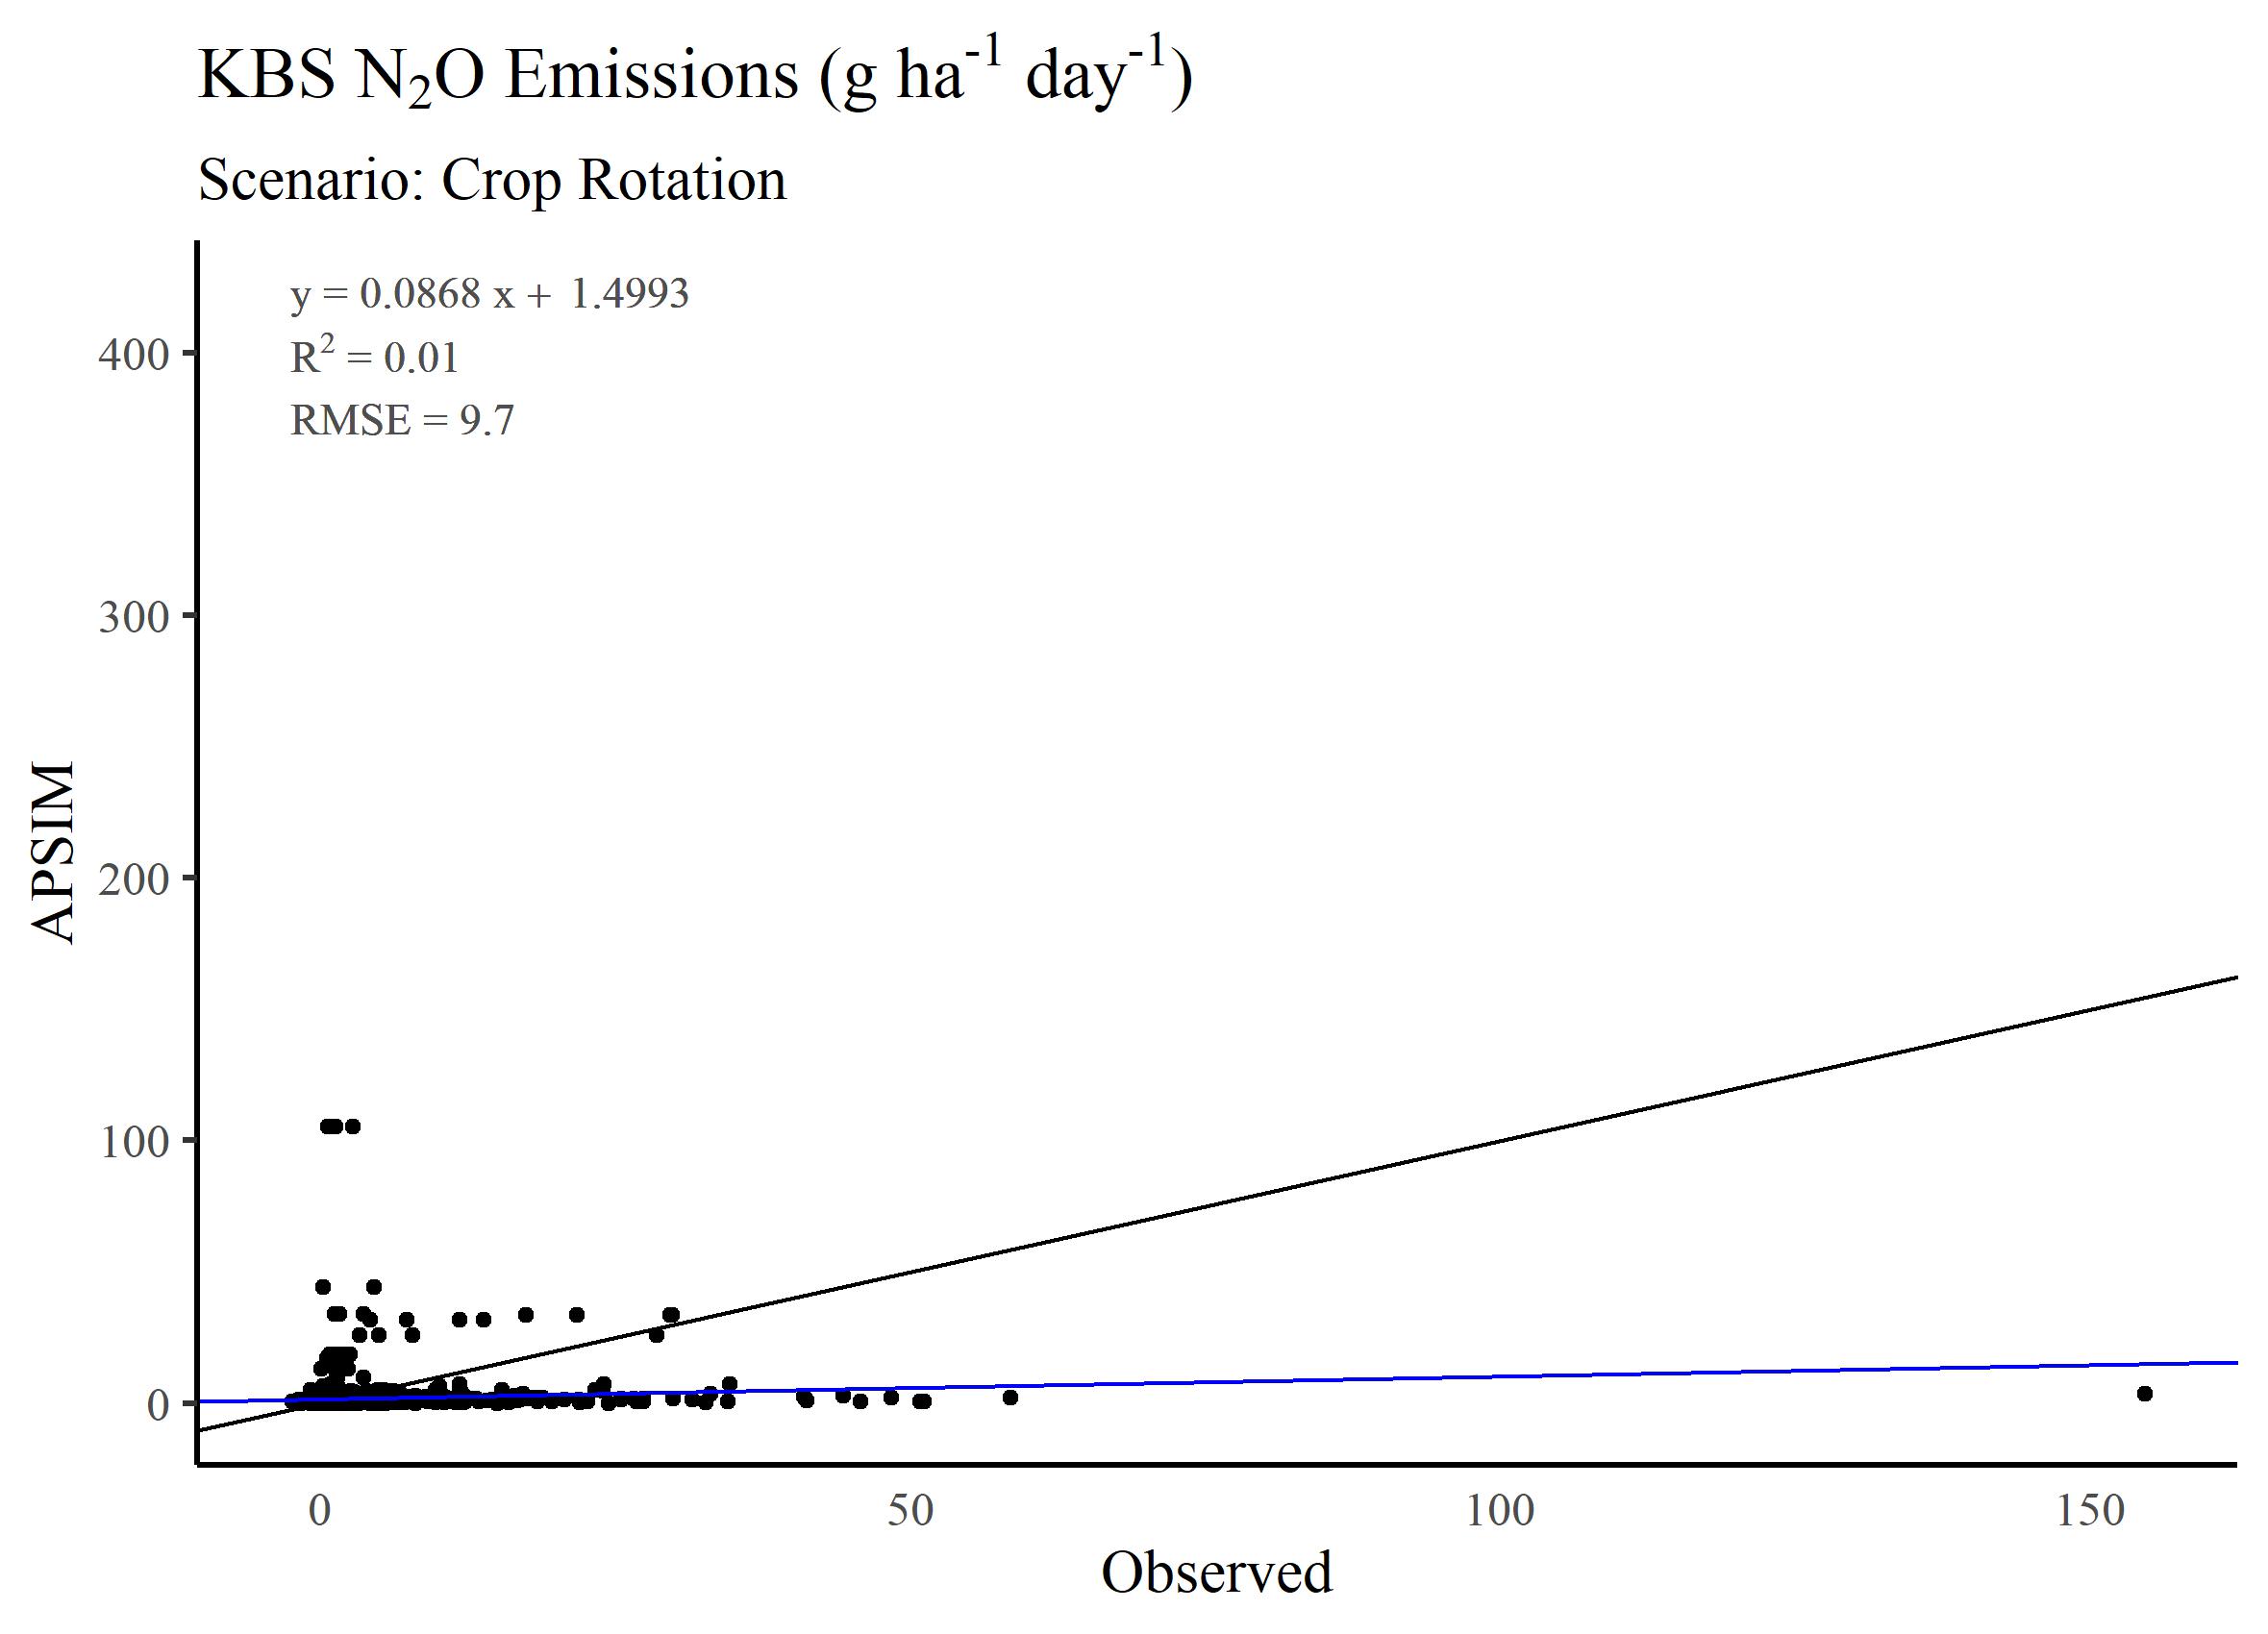 KBS N₂O Emissions (g ha⁻¹ day⁻¹)
Scenario: Crop Rotation
y = 0.0868 x + 1.4993
R² = 0.01
RMSE = 9.7
400
300
200
100
0
APSIM
0 50 100 150
Observed